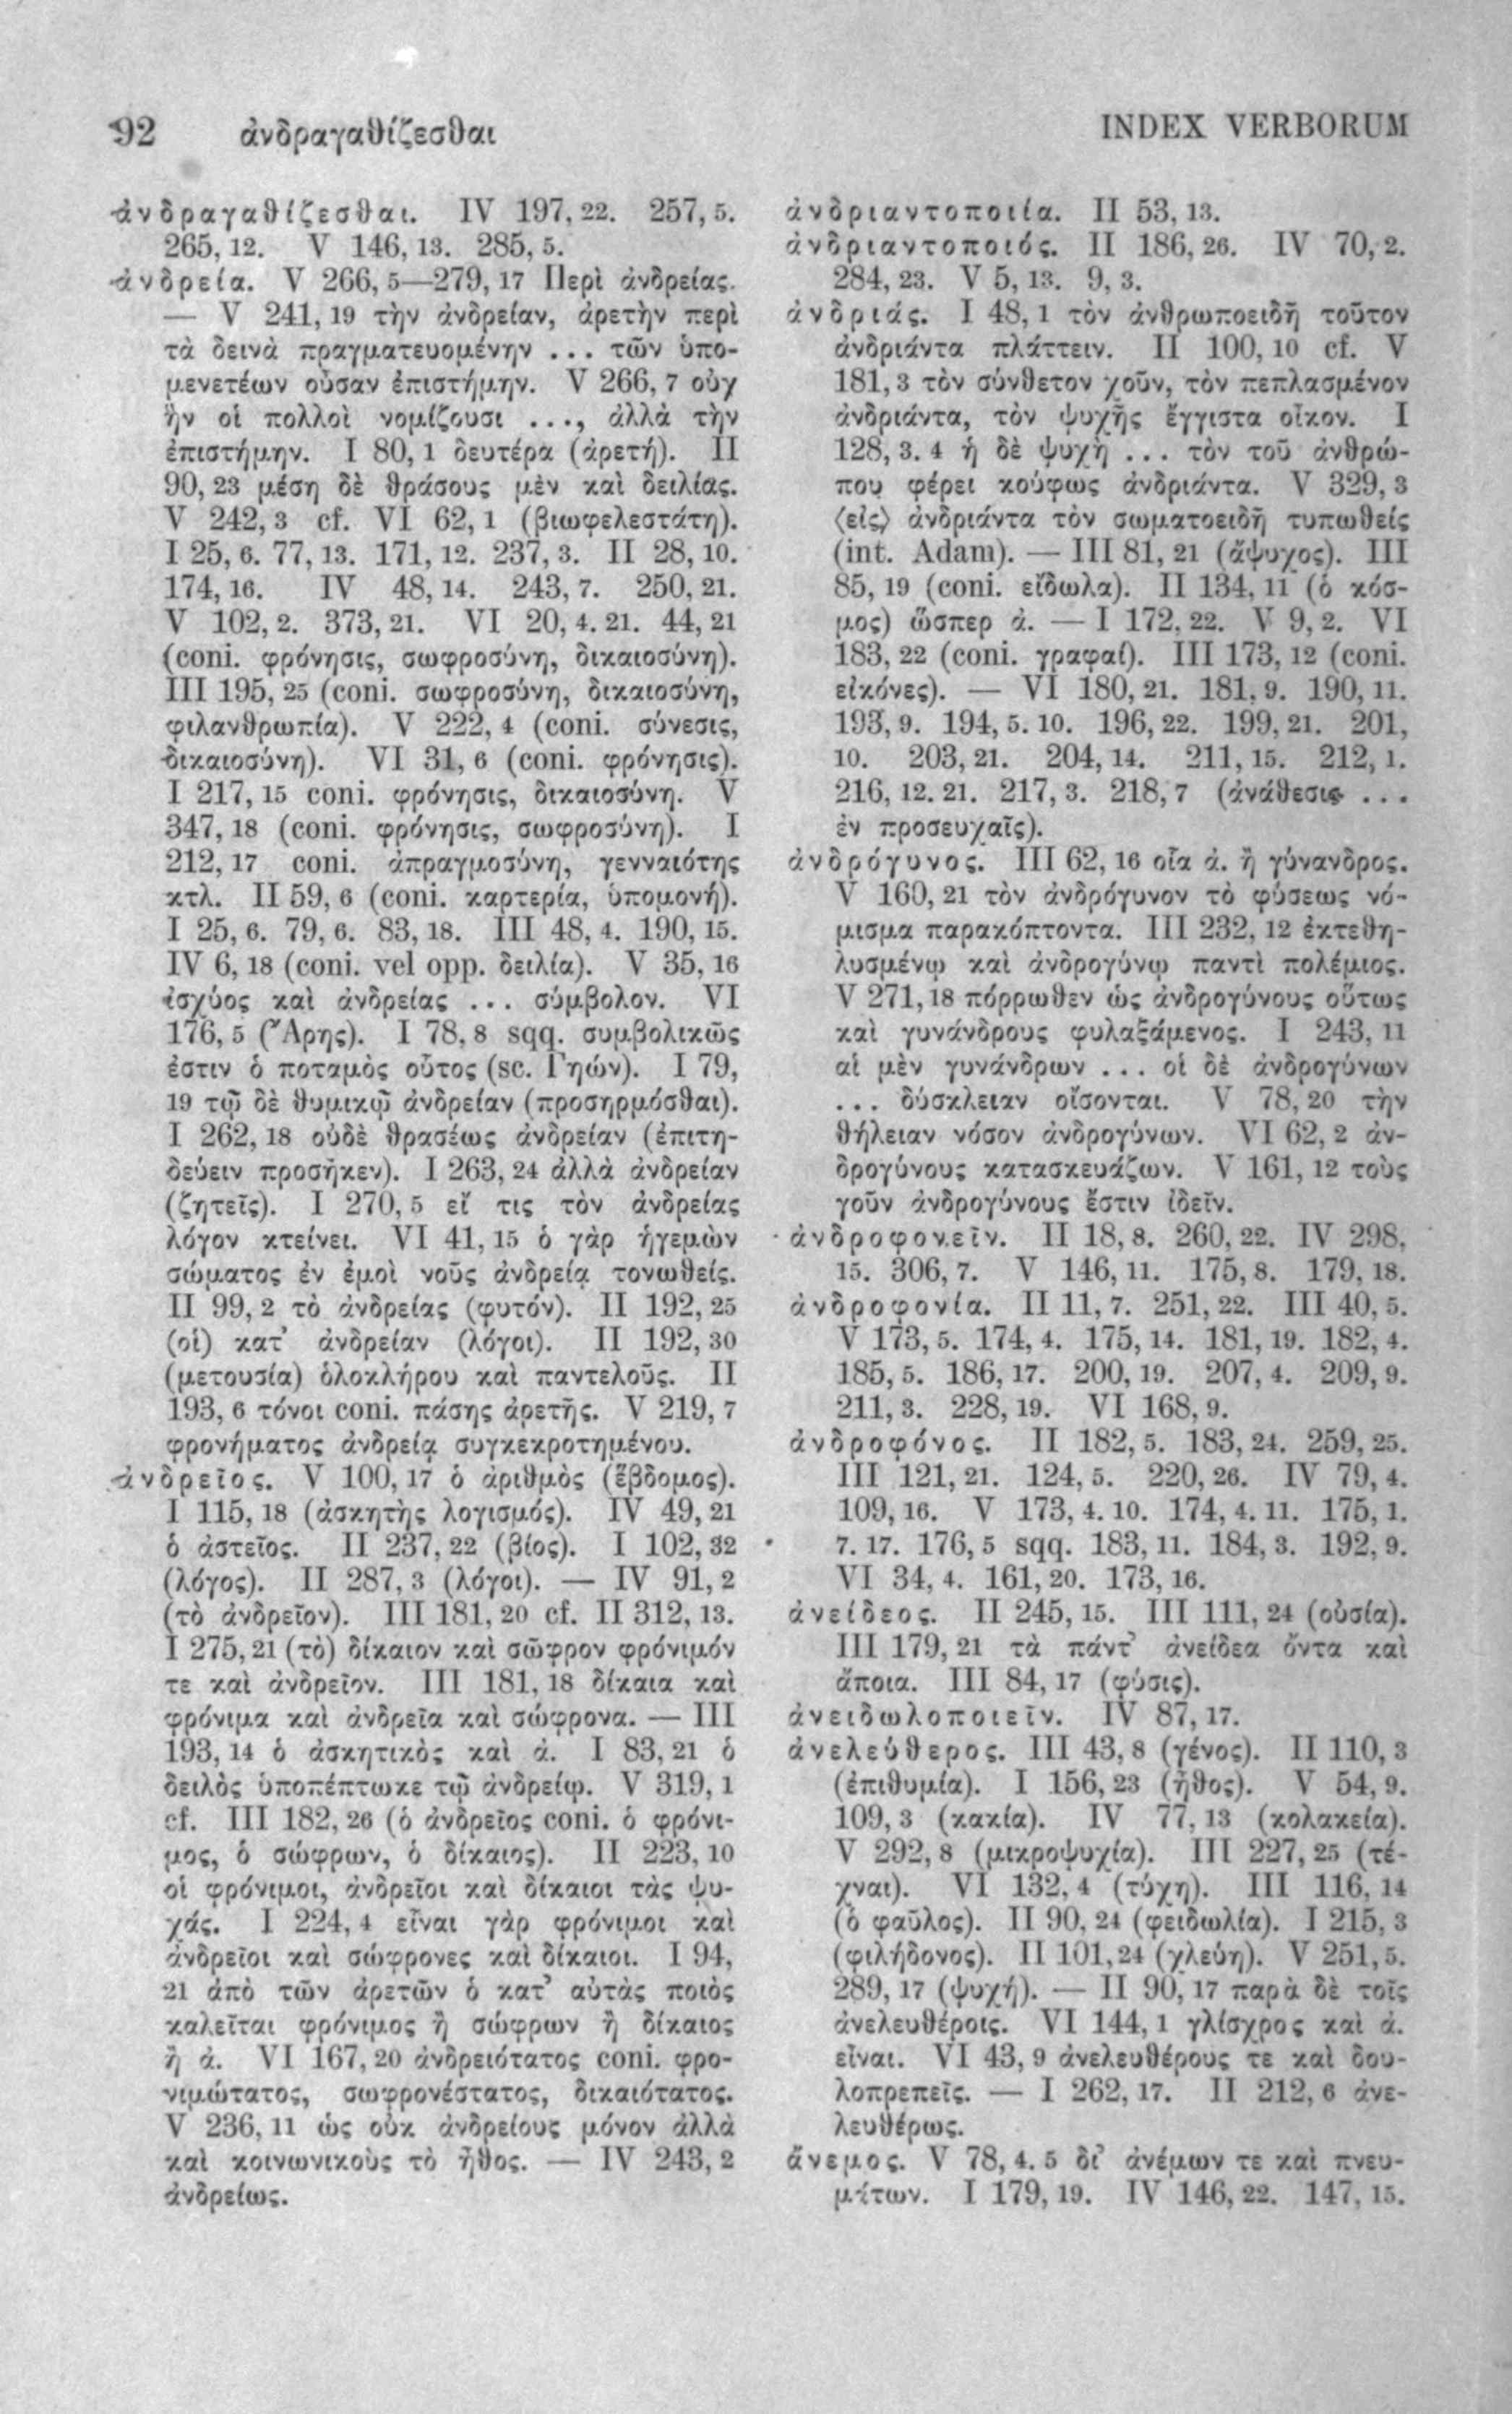 92 ἀνδραγαθίζεσθαι INDEX VERBORUM
ἀνδραγαθίζεσθαι. IV 197, 22. 257, 5.
265, 12. V 146, 13. 285, 5.
ἀνδρεία. V 266, 5—279, 17 Περὶ ἀνδρείας.
— V 241, 19 τὴν ἀνδρείαν, ἀρετὴν περὶ
τὰ δεινὰ πραγματευομένην ... τῶν ὑπο-
μενετέων οὖσαν ἐπιστήμην. V 266, 7 οὐχ
ἣν οἱ πολλοὶ νομίζουσι ..., ἀλλὰ τὴν
ἐπιστήμην. I 80, 1 δευτέρα (ἀρετή). II
90, 23 μέση δὲ θράσους μὲν καὶ δειλίας.
V 242, 3 cf. VI 62, 1 (βιωφελεστάτη).
I 25, 6. 77, 13. 171, 12. 237, 3. II 28, 10.
174, 16. IV 48, 14. 243, 7. 250, 21.
V 102, 2. 373, 21. VI 20, 4. 21. 44, 21
(coni. φρόνησις, σωφροσύνη, δικαιοσύνη).
III 195, 25 (coni. σωφροσύνη, δικαιοσύνη,
φιλανθρωπία). V 222, 4 (coni. σύνεσις,
δικαιοσύνη). VI 31, 6 (coni. φρόνησις).
I 217, 15 coni. φρόνησις, δικαιοσύνη. V
347, 18 (coni. φρόνησις, σωφροσύνη). I
212, 17 coni. ἀπραγμοσύνη, γενναιότης
κτλ. II 59, 6 (coni. καρτερία, ὑπομονή).
I 25, 6. 79, 6. 83, 18. III 48, 4. 190, 15.
IV 6, 18 (coni. vel opp. δειλία). V 35, 16
ἰσχύος καὶ ἀνδρείας ... σύμβολον. VI
176, 5 (Ἄρης). I 78, 8 sqq. συμβολικῶς
ἐστιν ὁ ποταμὸς οὗτος (sc. Γηών). I 79,
19 τῷ δὲ θυμικῷ ἀνδρείαν (προσηρμόσθαι).
I 262, 18 οὐδὲ θρασέως ἀνδρείαν (ἐπιτη-
δεύειν προσῆκεν). I 263, 24 ἀλλὰ ἀνδρείαν
(ζητεῖς). I 270, 5 εἴ τις τὸν ἀνδρείας
λόγον κτείνει. VI 41, 15 ὁ γὰρ ἡγεμὼν
σώματος ἐν ἐμοὶ νοῦς ἀνδρείᾳ τονωθείς.
II 99, 2 τὸ ἀνδρείας (φυτόν). II 192, 25
(οἱ) κατ’ ἀνδρείαν (λόγοι). II 192, 30
(μετουσία) ὁλοκλήρου καὶ παντελοῦς. II
193, 6 τόνοι coni. πάσης ἀρετῆς. V 219, 7
φρονήματος ἀνδρείᾳ συγκεκροτημένου.
ἀνδρεῖος. V 100, 17 ὁ ἀριθμὸς (ἕβδομος).
I 115, 18 (ἀσκητὴς λογισμός). IV 49, 21
ὁ ἀστεῖος. II 237, 22 (βίος). I 102, 32
(λόγος). II 287, 3 (λόγοι). — IV 91, 2
(τὸ ἀνδρεῖον). III 181, 20 cf. II 312, 13.
I 275, 21 (τὸ) δίκαιον καὶ σῶφρον φρόνιμόν
τε καὶ ἀνδρεῖον. III 181, 18 δίκαια καὶ
φρόνιμα καὶ ἀνδρεῖα καὶ σώφρονα. — III
193, 14 ὁ ἀσκητικὸς καὶ ἀ. I 83, 21 ὁ
δειλὸς ὑποπέπτωκε τῷ ἀνδρείῳ. V 319, 1
cf. III 182, 26 (ὁ ἀνδρεῖος coni. ὁ φρόνι-
μος, ὁ σώφρων, ὁ δίκαιος). II 223, 10
οἱ φρόνιμοι, ἀνδρεῖοι καὶ δίκαιοι τὰς ψυ-
χάς. I 224, 4 εἶναι γὰρ φρόνιμοι καὶ
ἀνδρεῖοι καὶ σώφρονες καὶ δίκαιοι. I 94,
21 ἀπὸ τῶν ἀρετῶν ὁ κατ’ αὐτὰς ποιὸς
καλεῖται φρόνιμος ἢ σώφρων ἢ δίκαιος
ἢ ἀ. VI 167, 20 ἀνδρειότατος coni. φρο-
νιμώτατος, σωφρονέστατος, δικαιότατος.
V 236, 11 ὡς οὐκ ἀνδρείους μόνον ἀλλὰ
καὶ κοινωνικοὺς τὸ ἦθος. — IV 243, 2
ἀνδρείως.
ἀνδριαντοποιία. II 53, 13.
ἀνδριαντοποιός. II 186, 26. IV 70, 2.
284, 23. V 5, 13. 9, 3.
ἀνδριάς. I 48, 1 τὸν ἀνθρωποειδῆ τοῦτον
ἀνδριάντα πλάττειν. II 100, 10 cf. V
181, 3 τὸν σύνθετον χοῦν, τὸν πεπλασμένον
ἀνδριάντα, τὸν ψυχῆς ἔγγιστα οἶκον. I
128, 3. 4 ἡ δὲ ψυχὴ ... τὸν τοῦ ἀνθρώ-
που φέρει κούφως ἀνδριάντα. V 329, 3
⟨εἰς⟩ ἀνδριάντα τὸν σωματοειδῆ τυπωθείς
(int. Adam). — III 81, 21 (ἄψυχος). III
85, 19 (coni. εἴδωλα). II 134, 11 (ὁ κόσ-
μος) ὥσπερ ἀ. — I 172, 22. V 9, 2. VI
183, 22 (coni. γραφαί). III 173, 12 (coni.
εἰκόνες). — VI 180, 21. 181, 9. 190, 11.
193, 9. 194, 5. 10. 196, 22. 199, 21. 201,
10. 203, 21. 204, 14. 211, 15. 212, 1.
216, 12. 21. 217, 3. 218, 7 (ἀνάθεσις ...
ἐν προσευχαῖς).
ἀνδρόγυνος. III 62, 16 οἷα ἀ. ἢ γύνανδρος.
V 160, 21 τὸν ἀνδρόγυνον τὸ φύσεως νό-
μισμα παρακόπτοντα. III 232, 12 ἐκτεθη-
λυσμένῳ καὶ ἀνδρογύνῳ παντὶ πολέμιος.
V 271, 18 πόρρωθεν ὡς ἀνδρογύνους οὕτως
καὶ γυνάνδρους φυλαξάμενος. I 243, 11
αἱ μὲν γυνάνδρων ... οἱ δὲ ἀνδρογύνων
... δύσκλειαν οἴσονται. V 78, 20 τὴν
θήλειαν νόσον ἀνδρογύνων. VI 62, 2 ἀν-
δρογύνους κατασκευάζων. V 161, 12 τοὺς
γοῦν ἀνδρογύνους ἔστιν ἰδεῖν.
ἀνδροφονεῖν. II 18, 8. 260, 22. IV 298,
15. 306, 7. V 146, 11. 175, 8. 179, 18.
ἀνδροφονία. II 11, 7. 251, 22. III 40, 5.
V 173, 5. 174, 4. 175, 14. 181, 19. 182, 4.
185, 5. 186, 17. 200, 19. 207, 4. 209, 9.
211, 3. 228, 19. VI 168, 9.
ἀνδροφόνος. II 182, 5. 183, 24. 259, 25.
III 121, 21. 124, 5. 220, 26. IV 79, 4.
109, 16. V 173, 4. 10. 174, 4. 11. 175, 1.
7. 17. 176, 5 sqq. 183, 11. 184, 3. 192, 9.
VI 34, 4. 161, 20. 173, 16.
ἀνείδεος. II 245, 15. III 111, 24 (οὐσία).
III 179, 21 τὰ πάντ’ ἀνείδεα ὄντα καὶ
ἄποια. III 84, 17 (φύσις).
ἀνειδωλοποιεῖν. IV 87, 17.
ἀνελεύθερος. III 43, 8 (γένος). II 110, 3
(ἐπιθυμία). I 156, 23 (ἦθος). V 54, 9.
109, 3 (κακία). IV 77, 13 (κολακεία).
V 292, 8 (μικροψυχία). III 227, 25 (τέ-
χναι). VI 132, 4 (τύχη). III 116, 14
(ὁ φαῦλος). II 90, 24 (φειδωλία). I 215, 3
(φιλήδονος). II 101, 24 (χλεύη). V 251, 5.
289, 17 (ψυχή). — II 90, 17 παρὰ δὲ τοῖς
ἀνελευθέροις. VI 144, 1 γλίσχρος καὶ ἀ.
εἶναι. VI 43, 9 ἀνελευθέρους τε καὶ δου-
λοπρεπεῖς. — I 262, 17. II 212, 6 ἀνε-
λευθέρως.
ἄνεμος. V 78, 4. 5 δι’ ἀνέμων τε καὶ πνευ-
μάτων. I 179, 19. IV 146, 22. 147, 15.